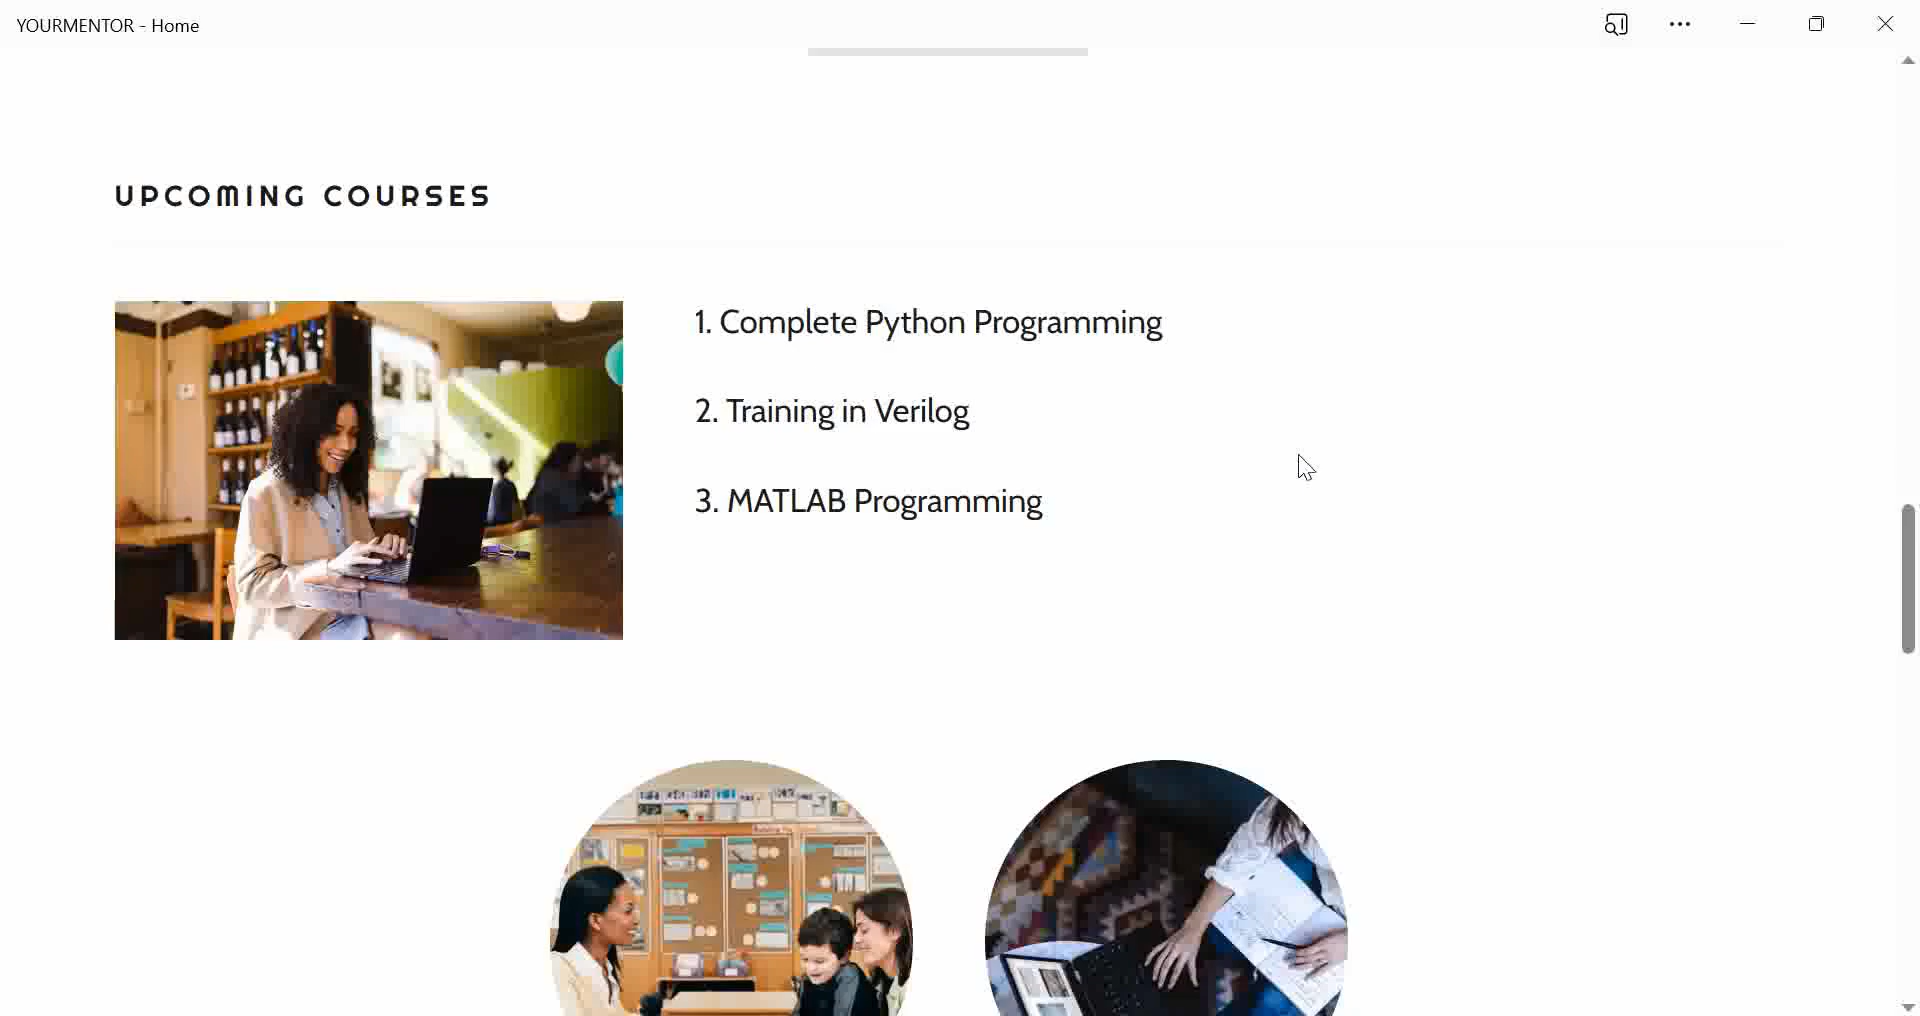 YOURMENTOR - Home
UPCOMING COURSES
1. Complete Python Programming
2. Training in Verilog
3. MATLAB Programming